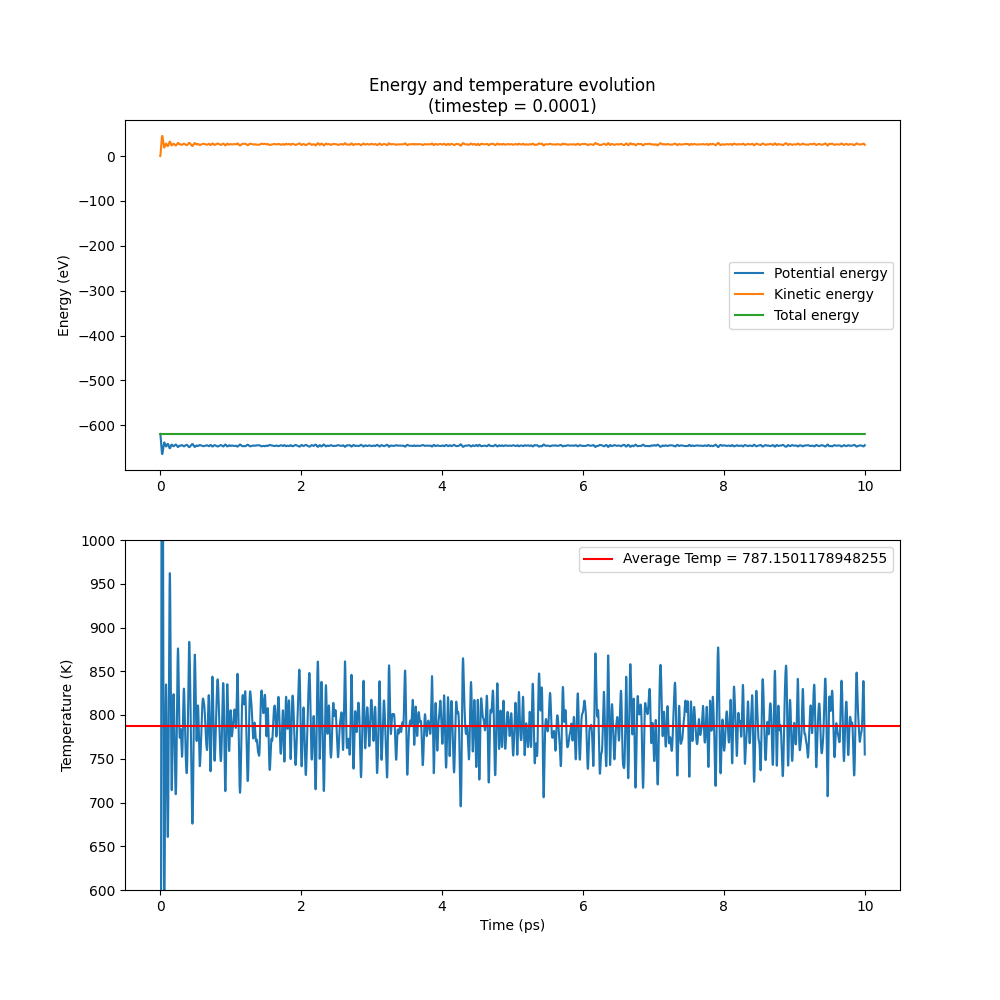 Energy and temperature evolution
(timestep = 0.0001)
Energy (eV)
0
−100
−200
−300
−400
−500
−600
Potential energy
Kinetic energy
Total energy
0 2 4 6 8 10
Temperature (K)
1000
950
900
850
800
750
700
650
600
Average Temp = 787.1501178948255
0 2 4 6 8 10
Time (ps)